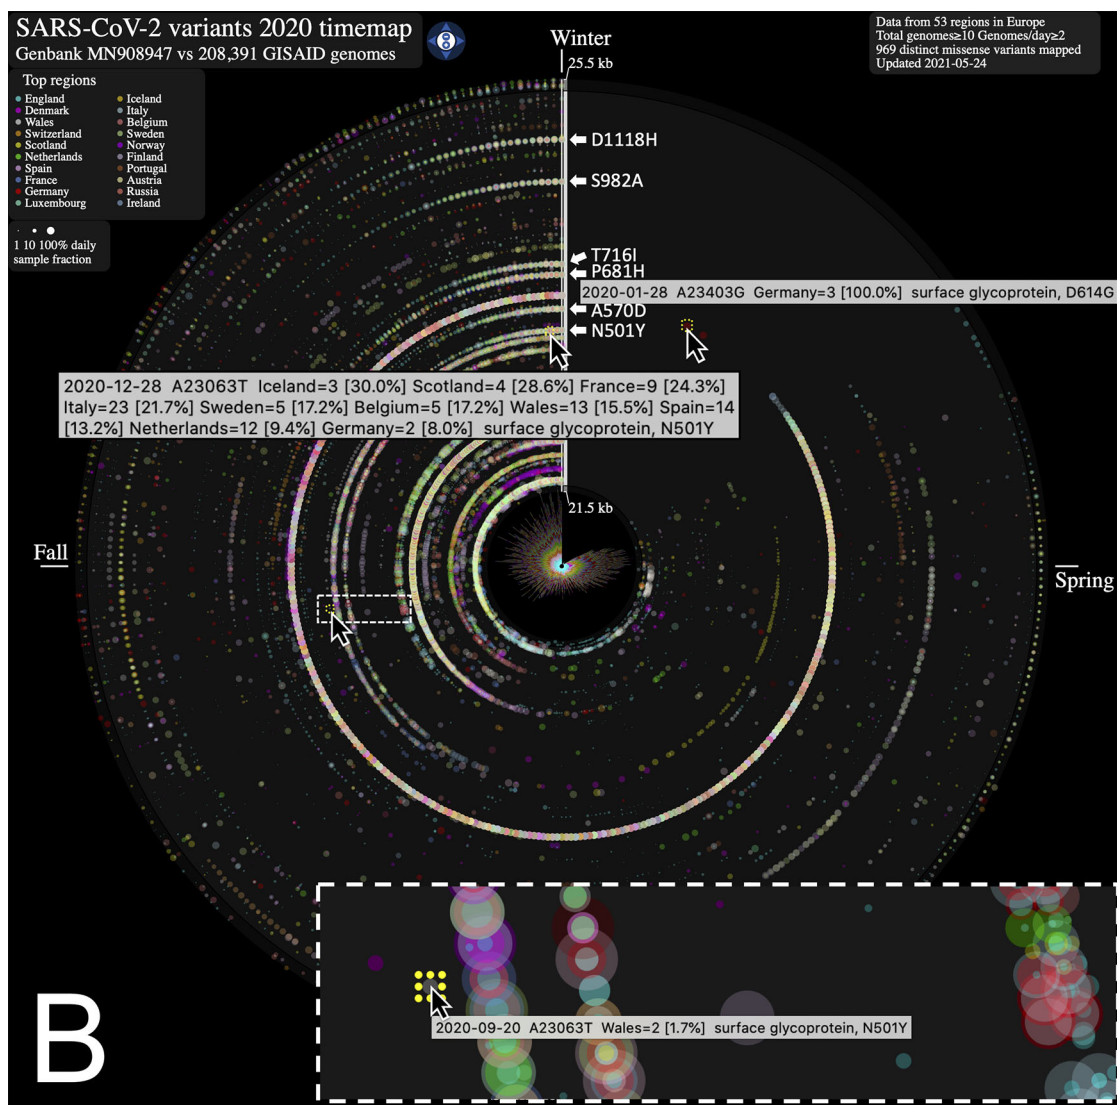 SARS-CoV-2 variants 2020 timemap
Genbank MN908947 vs 208,391 GISAID genomes
Data from 53 regions in Europe
Total genomes≥10 Genomes/day≥2
969 distinct missense variants mapped
Updated 2021-05-24
Winter
25.5 kb
Top regions
England
Denmark
Wales
Switzerland
Scotland
Netherlands
Spain
France
Germany
Luxembourg
Iceland
Italy
Belgium
Sweden
Norway
Finland
Portugal
Austria
Russia
Ireland
1 10 100% daily
sample fraction
D1118H
S982A
T716I
P681H
2020-01-28 A23403G Germany=3 [100.0%] surface glycoprotein, D614G
A570D
N501Y
2020-12-28 A23063T Iceland=3 [30.0%] Scotland=4 [28.6%] France=9 [24.3%]
Italy=23 [21.7%] Sweden=5 [17.2%] Belgium=5 [17.2%] Wales=13 [15.5%] Spain=14
[13.2%] Netherlands=12 [9.4%] Germany=2 [8.0%] surface glycoprotein, N501Y
21.5 kb
Fall
Spring
2020-09-20 A23063T Wales=2 [1.7%] surface glycoprotein, N501Y
B